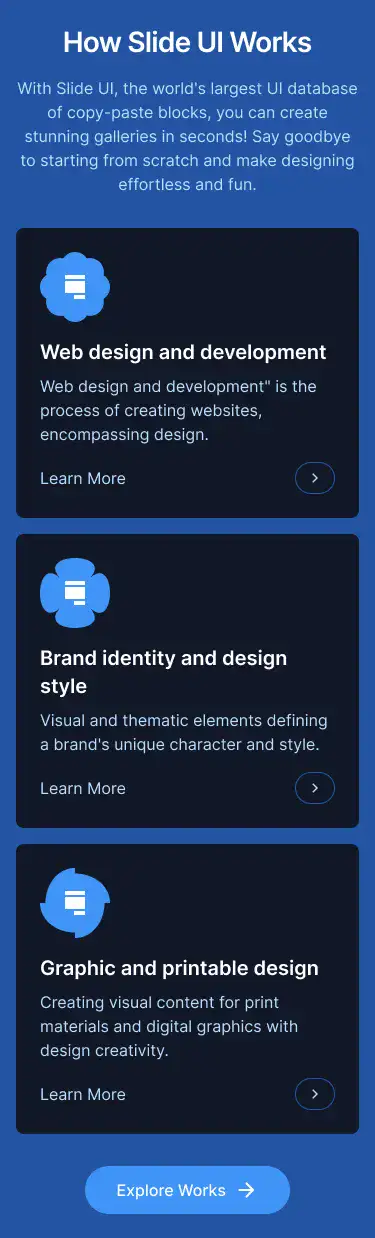 How Slide UI Works
With Slide UI, the world's largest UI database
of copy-paste blocks, you can create
stunning galleries in seconds! Say goodbye
to starting from scratch and make designing
effortless and fun.
Web design and development
Web design and development" is the
process of creating websites,
encompassing design.
Learn More
Brand identity and design
style
Visual and thematic elements defining
a brand's unique character and style.
Learn More
Graphic and printable design
Creating visual content for print
materials and digital graphics with
design creativity.
Learn More
Explore Works